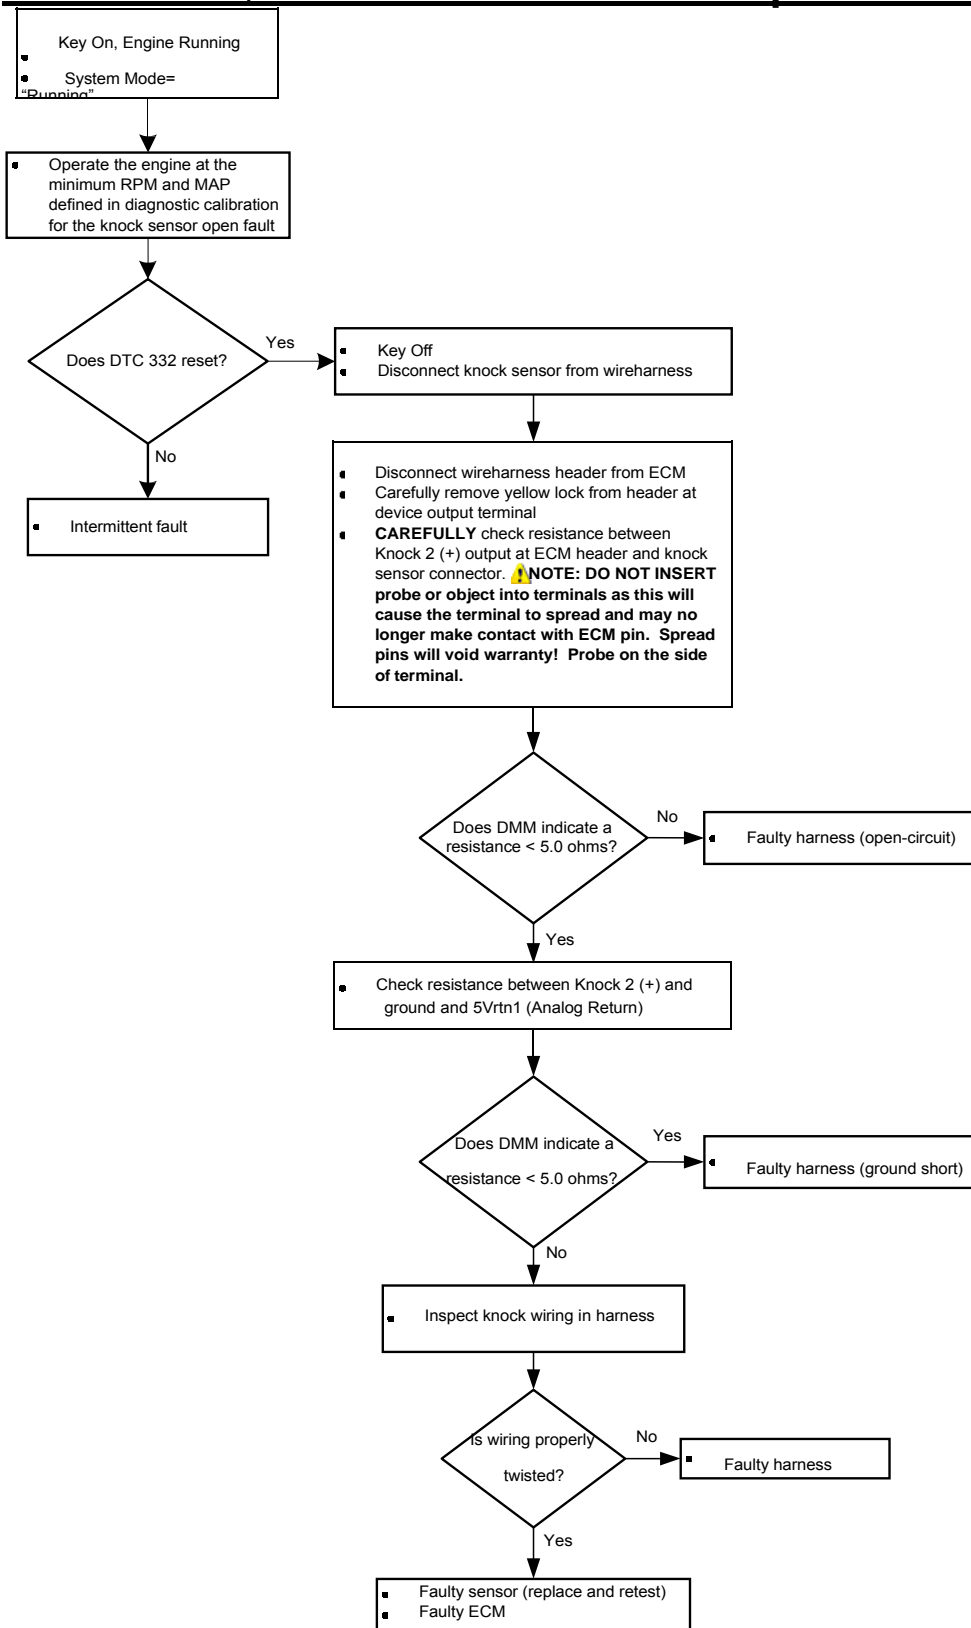 Key On, Engine Running
System Mode=
“Running”
Operate the engine at the
minimum RPM and MAP
defined in diagnostic calibration
for the knock sensor open fault
Does DTC 332 reset?
Yes
Key Off
Disconnect knock sensor from wireharness
No
Intermittent fault
Disconnect wireharness header from ECM
Carefully remove yellow lock from header at
device output terminal
CAREFULLY check resistance between
Knock 2 (+) output at ECM header and knock
sensor connector. NOTE: DO NOT INSERT
probe or object into terminals as this will
cause the terminal to spread and may no
longer make contact with ECM pin. Spread
pins will void warranty! Probe on the side
of terminal.
Does DMM indicate a
resistance < 5.0 ohms?
No
Faulty harness (open-circuit)
Yes
Check resistance between Knock 2 (+) and
ground and 5Vrtn1 (Analog Return)
Does DMM indicate a
resistance < 5.0 ohms?
Yes
Faulty harness (ground short)
No
Inspect knock wiring in harness
Is wiring properly
twisted?
No
Faulty harness
Yes
Faulty sensor (replace and retest)
Faulty ECM